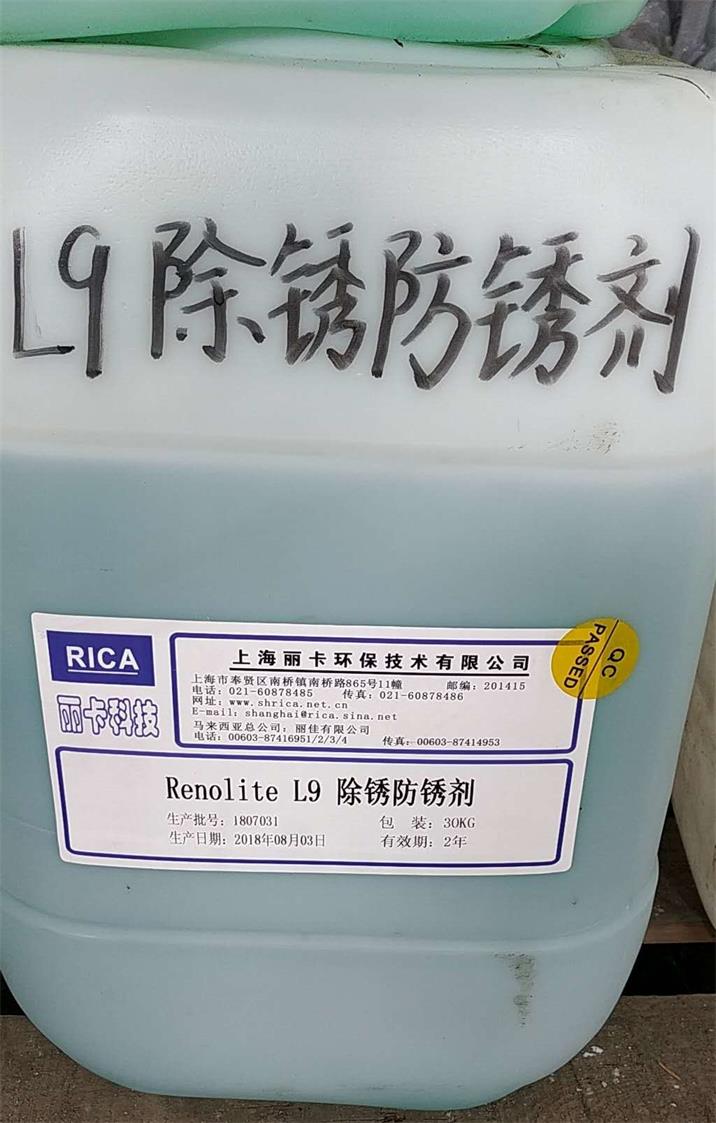 L9除锈防锈剂
RICA
丽卡科技
上海丽卡环保技术有限公司
上海市奉贤区南桥镇南桥路865号11幢 邮编：201415
电话：021-60878485 传真：021-60878486
网址：www.shrica.net.cn
E-mail：shanghai@rica.sina.net
马来西亚总公司：丽佳有限公司
电话：00603-87416951/2/3/4 传真：00603-87414953
QC
PASSED
Renolite L9 除锈防锈剂
生产批号：1807031 包 装：30KG
生产日期：2018年08月03日 有效期：2年